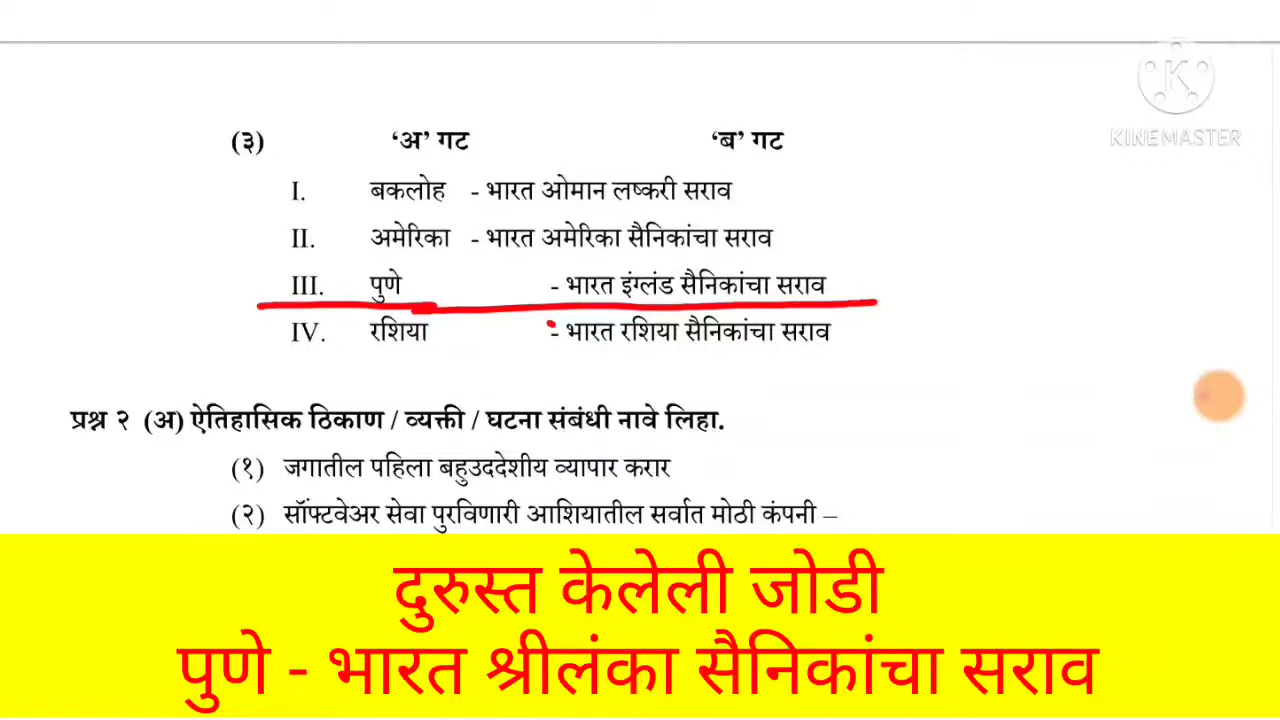 K
KINEMASTER
(३) ‘अ’ गट ‘ब’ गट
I. बकलोह - भारत ओमान लष्करी सराव
II. अमेरिका - भारत अमेरिका सैनिकांचा सराव
III. पुणे - भारत इंग्लंड सैनिकांचा सराव
IV. रशिया - भारत रशिया सैनिकांचा सराव
प्रश्न २ (अ) ऐतिहासिक ठिकाण / व्यक्ती / घटना संबंधी नावे लिहा.
(१) जगातील पहिला बहुउददेशीय व्यापार करार
(२) सॉफ्टवेअर सेवा पुरविणारी आशियातील सर्वात मोठी कंपनी –
दुरुस्त केलेली जोडी
पुणे - भारत श्रीलंका सैनिकांचा सराव